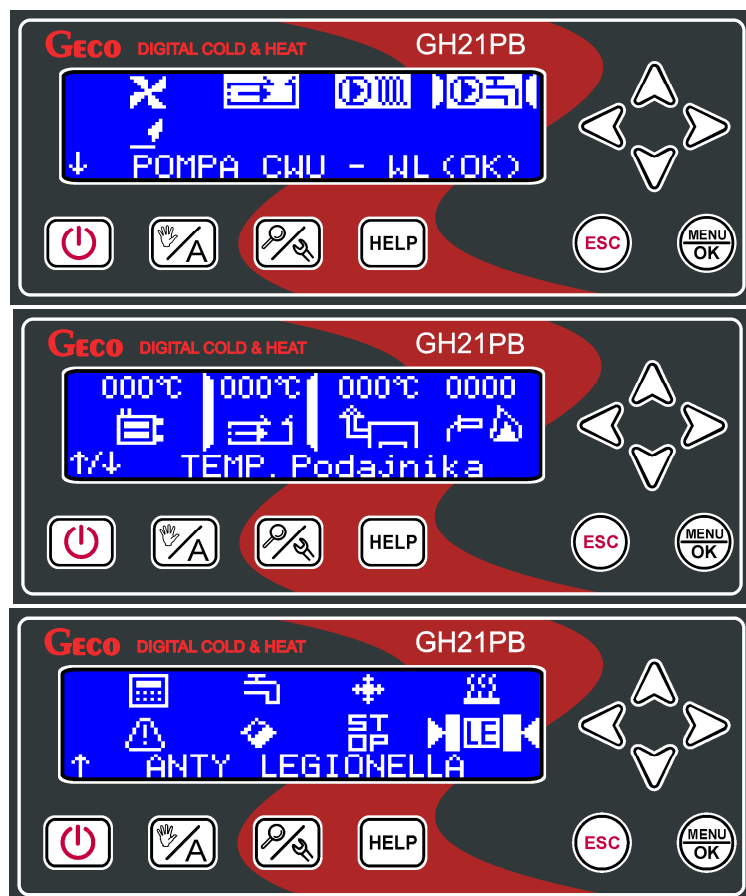 GECO DIGITAL COLD & HEAT GH21PB
↓ POMPA CWU - WL(OK)
A HELP ESC MENU
OK
GECO DIGITAL COLD & HEAT GH21PB
000℃ 000℃ 000℃ 0000
↑/↓ TEMP. Podajnika
A HELP ESC MENU
OK
GECO DIGITAL COLD & HEAT GH21PB
ST
OP LE
↑ ANTY LEGIONELLA
A HELP ESC MENU
OK